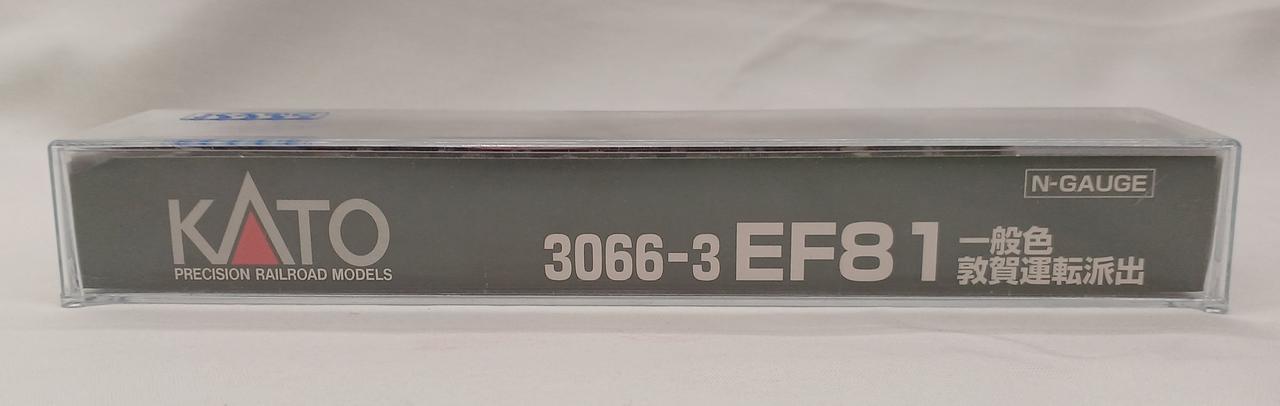 KATO
PRECISION RAILROAD MODELS
N-GAUGE
3066-3 EF81 一般色
敦賀運転派出